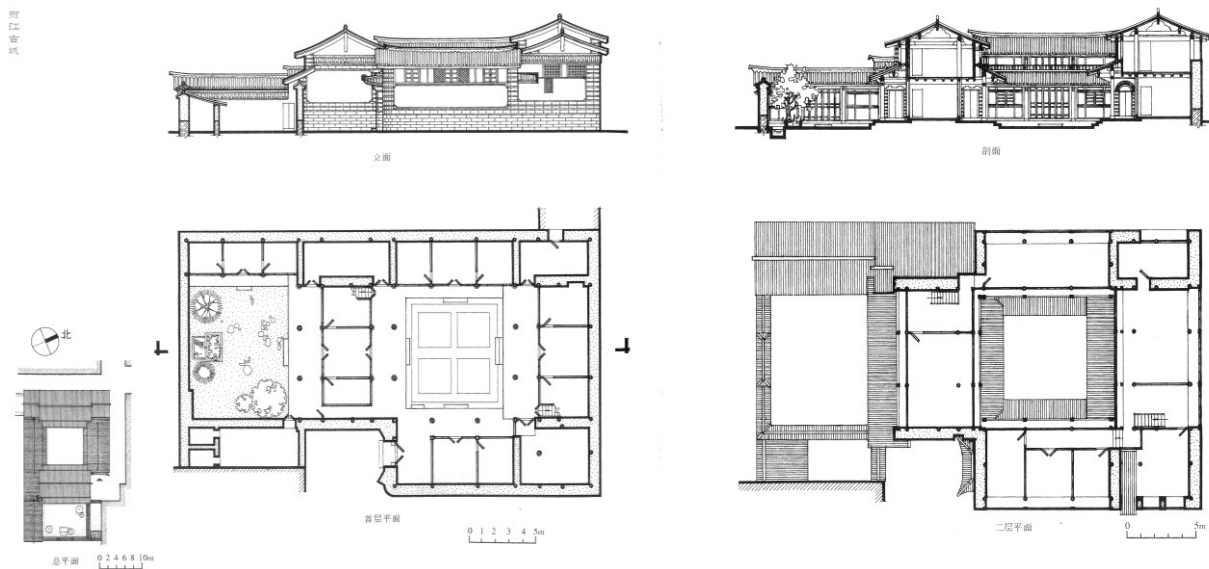 丽江古城
立面
剖面
北
首层平面
0 1 2 3 4 5m
总平面
0 2 4 6 8 10m
二层平面
0 5m